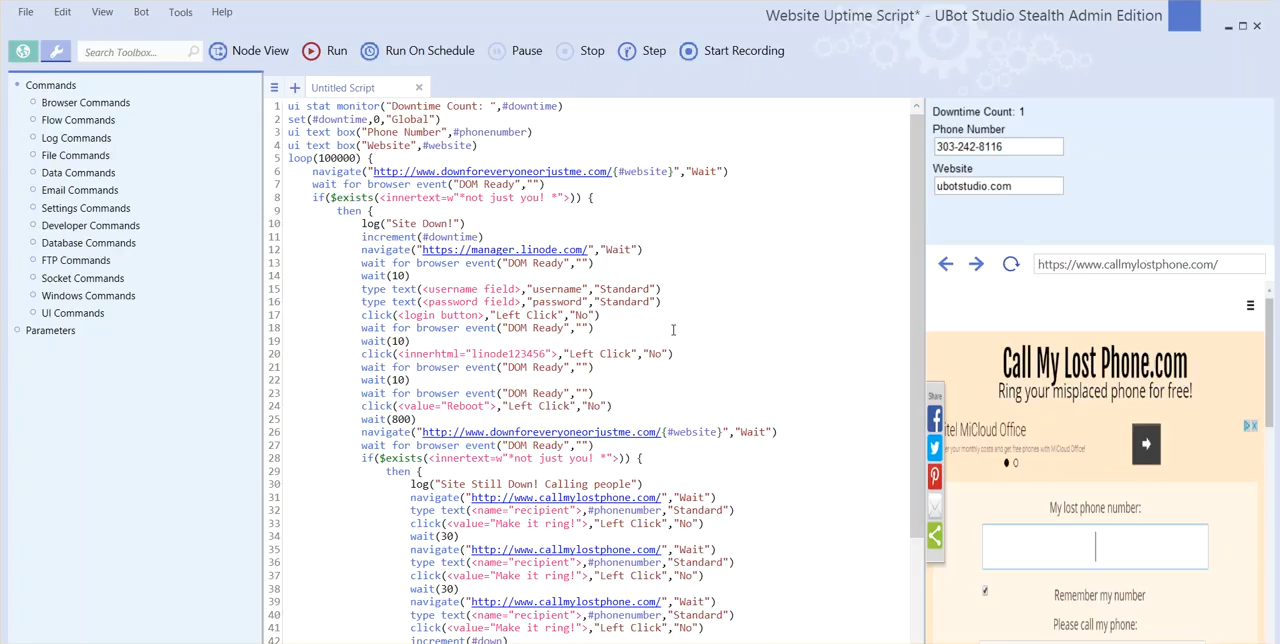 File Edit View Bot Tools Help
Website Uptime Script* - UBot Studio Stealth Admin Edition
Search Toolbox...
Node View
Run
Run On Schedule
Pause
Stop
Step
Start Recording
Commands
Browser Commands
Flow Commands
Log Commands
File Commands
Data Commands
Email Commands
Settings Commands
Developer Commands
Database Commands
FTP Commands
Socket Commands
Windows Commands
UI Commands
Parameters
Untitled Script
1 ui stat monitor("Downtime Count: ",#downtime)
2 set(#downtime,0,"Global")
3 ui text box("Phone Number",#phonenumber)
4 ui text box("Website",#website)
5 loop(100000) {
6 navigate("http://www.downforeveryoneorjustme.com/{#website}","Wait")
7 wait for browser event("DOM Ready","")
8 if($exists(<innertext=w"*not just you! *">)) {
9 then {
10 log("Site Down!")
11 increment(#downtime)
12 navigate("https://manager.linode.com/","Wait")
13 wait for browser event("DOM Ready","")
14 wait(10)
15 type text(<username field>,"username","Standard")
16 type text(<password field>,"password","Standard")
17 click(<login button>,"Left Click","No")
18 wait for browser event("DOM Ready","")
19 wait(10)
20 click(<innerhtml="linode123456">,"Left Click","No")
21 wait for browser event("DOM Ready","")
22 wait(10)
23 wait for browser event("DOM Ready","")
24 click(<value="Reboot">,"Left Click","No")
25 wait(800)
26 navigate("http://www.downforeveryoneorjustme.com/{#website}","Wait")
27 wait for browser event("DOM Ready","")
28 if($exists(<innertext=w"*not just you! *">)) {
29 then {
30 log("Site Still Down! Calling people")
31 navigate("http://www.callmylostphone.com/","Wait")
32 type text(<name="recipient">,#phonenumber,"Standard")
33 click(<value="Make it ring!">,"Left Click","No")
34 wait(30)
35 navigate("http://www.callmylostphone.com/","Wait")
36 type text(<name="recipient">,#phonenumber,"Standard")
37 click(<value="Make it ring!">,"Left Click","No")
38 wait(30)
39 navigate("http://www.callmylostphone.com/","Wait")
40 type text(<name="recipient">,#phonenumber,"Standard")
41 click(<value="Make it ring!">,"Left Click","No")
42 increment(#down)
Downtime Count: 1
Phone Number
303-242-8116
Website
ubotstudio.com
https://www.callmylostphone.com/
Call My Lost Phone.com
Ring your misplaced phone for free!
Share
itel MiCloud Office
er your monthly costs and get free phones with MiCloud Office!
My lost phone number:
Remember my number
Please call my phone: